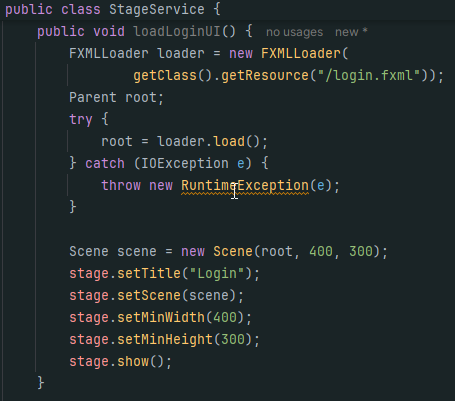 public class StageService {
    public void loadLoginUI() {  no usages  new *
        FXMLLoader loader = new FXMLLoader(
                getClass().getResource("/login.fxml"));
        Parent root;
        try {
            root = loader.load();
        } catch (IOException e) {
            throw new RuntimeException(e);
        }

        Scene scene = new Scene(root, 400, 300);
        stage.setTitle("Login");
        stage.setScene(scene);
        stage.setMinWidth(400);
        stage.setMinHeight(300);
        stage.show();
    }